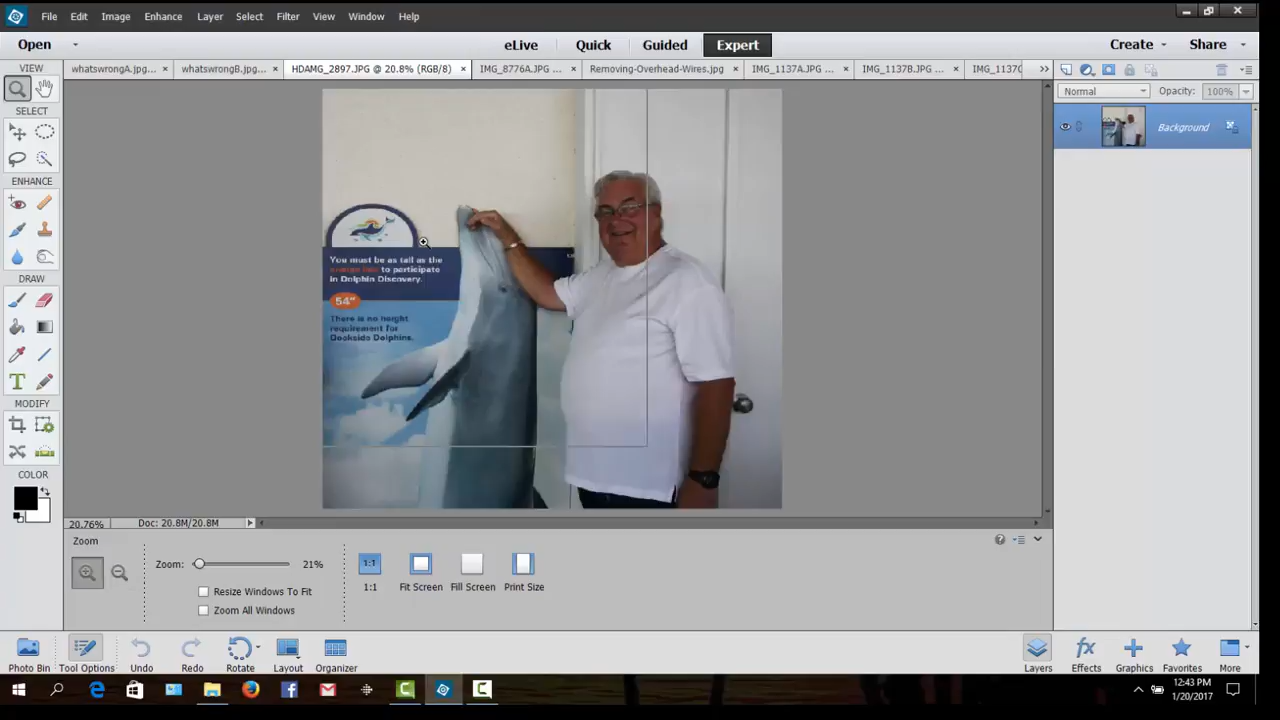 File Edit Image Enhance Layer Select Filter View Window Help
Open eLive Quick Guided Expert Create Share
VIEW
whatswrongA.jpg... × whatswrongB.jpg... × HDAMG_2897.JPG @ 20.8% (RGB/8) × IMG_8776A.JPG ... × Removing-Overhead-Wires.jpg × IMG_1137A.JPG ... × IMG_1137B.JPG ... × IMG_1137C
Normal Opacity: 100%
Background
SELECT
ENHANCE
DRAW
MODIFY
COLOR
You must be as tall as the
to participate
in Dolphin Discovery.
54"
There is no height
requirement for
Dockside Dolphins.
20.76% Doc: 20.8M/20.8M
Zoom
Zoom: 21%
1:1
1:1 Fit Screen Fill Screen Print Size
Resize Windows To Fit
Zoom All Windows
Photo Bin Tool Options Undo Redo Rotate Layout Organizer Layers Effects Graphics Favorites More
12:43 PM
1/20/2017